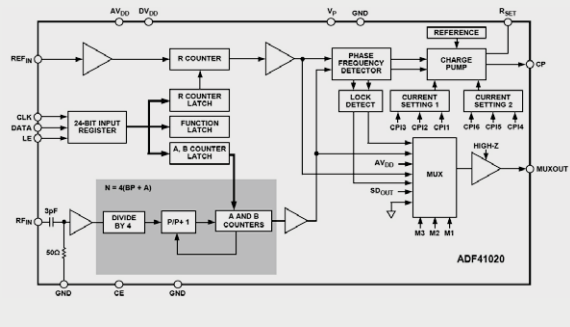 AVDD DVDD VP GND RSET
REFERENCE
REFIN
R COUNTER
PHASE
FREQUENCY
DETECTOR
CHARGE
PUMP
CP
R COUNTER
LATCH
LOCK
DETECT
CURRENT
SETTING 1
CURRENT
SETTING 2
CLK
DATA
LE
24-BIT INPUT
REGISTER
FUNCTION
LATCH
CPI3 CPI2 CPI1 CPI6 CPI5 CPI4
A, B COUNTER
LATCH
HIGH-Z
AVDD
MUX
MUXOUT
SDOUT
N = 4(BP + A)
RFIN
3pF
DIVIDE
BY 4
P/P+ 1
A AND B
COUNTERS
M3 M2 M1
50Ω
ADF41020
GND CE GND